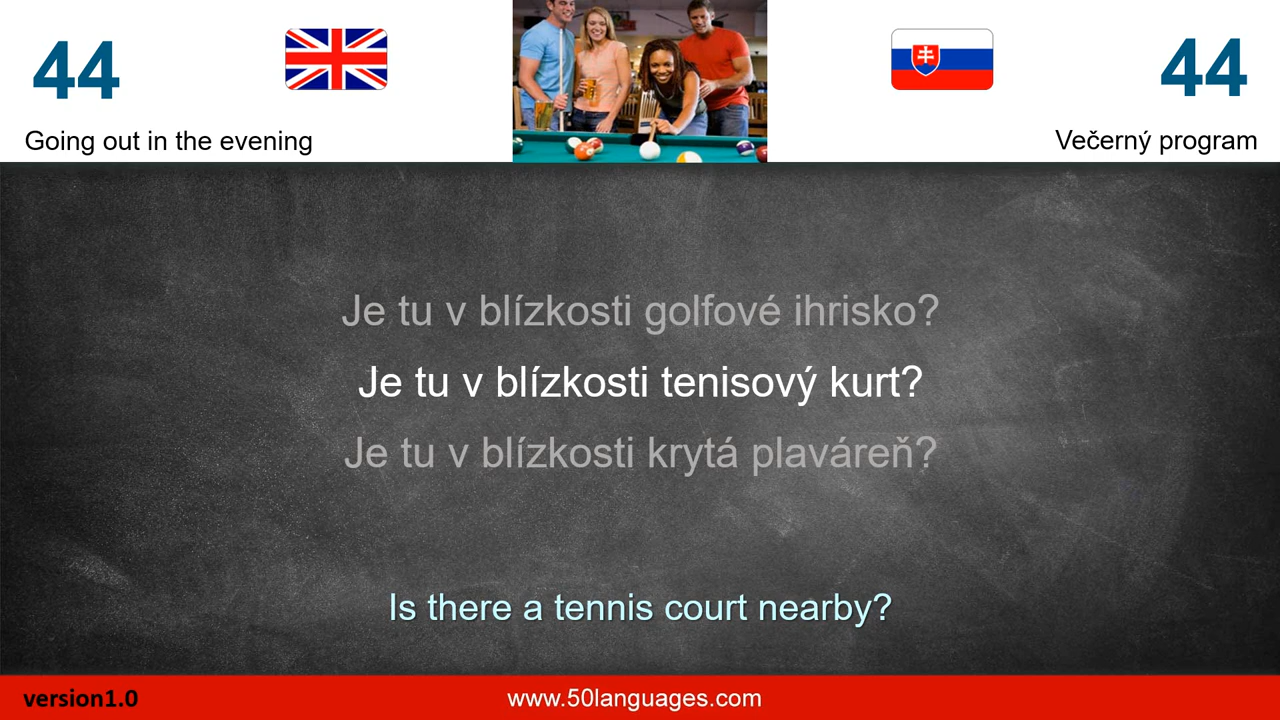 44
44
Going out in the evening
Večerný program
Je tu v blízkosti golfové ihrisko?
Je tu v blízkosti tenisový kurt?
Je tu v blízkosti krytá plaváreň?
Is there a tennis court nearby?
version1.0
www.50languages.com